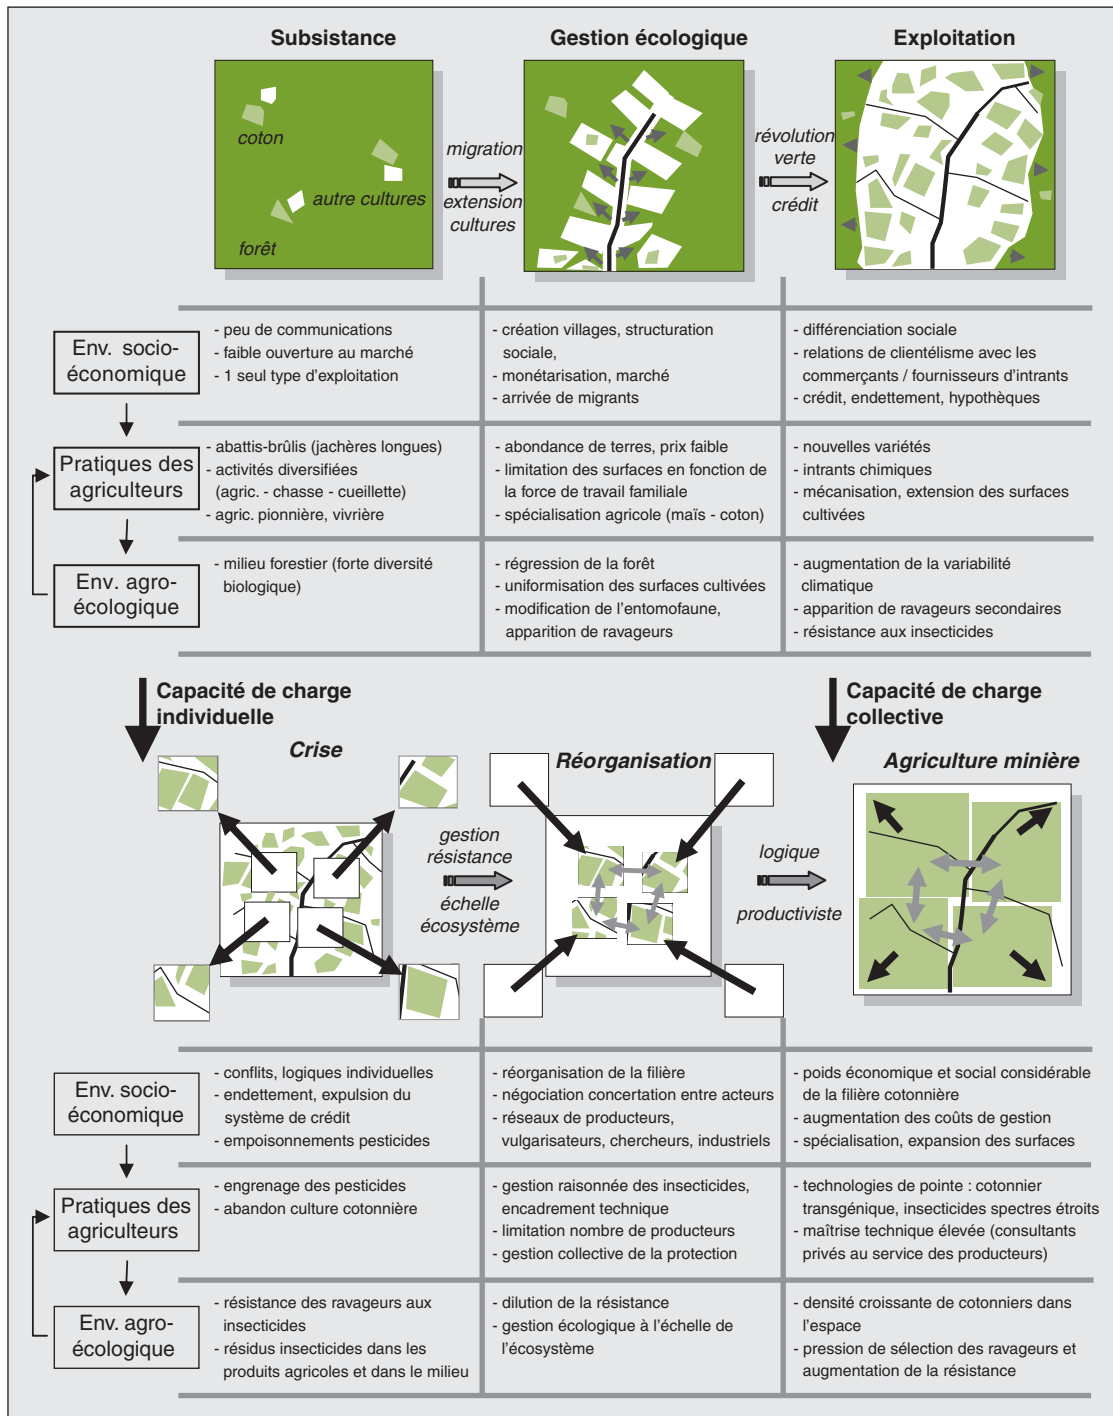 Subsistance
Gestion écologique
Exploitation
coton
autre cultures
forêt
migration
extension
cultures
révolution
verte
crédit
Env. socio-
économique
- peu de communications
- faible ouverture au marché
- 1 seul type d'exploitation
- création villages, structuration
sociale,
- monétarisation, marché
- arrivée de migrants
- différenciation sociale
- relations de clientélisme avec les
commerçants / fournisseurs d'intrants
- crédit, endettement, hypothèques
Pratiques des
agriculteurs
- abattis-brûlis (jachères longues)
- activités diversifiées
(agric. - chasse - cueillette)
- agric. pionnière, vivrière
- abondance de terres, prix faible
- limitation des surfaces en fonction de
la force de travail familiale
- spécialisation agricole (maïs - coton)
- nouvelles variétés
- intrants chimiques
- mécanisation, extension des surfaces
cultivées
Env. agro-
écologique
- milieu forestier (forte diversité
biologique)
- régression de la forêt
- uniformisation des surfaces cultivées
- modification de l'entomofaune,
apparition de ravageurs
- augmentation de la variabilité
climatique
- apparition de ravageurs secondaires
- résistance aux insecticides
Capacité de charge
individuelle
Capacité de charge
collective
Crise
Réorganisation
Agriculture minière
gestion
résistance
échelle
écosystème
logique
productiviste
Env. socio-
économique
- conflits, logiques individuelles
- endettement, expulsion du
système de crédit
- empoisonnements pesticides
- réorganisation de la filière
- négociation concertation entre acteurs
- réseaux de producteurs,
vulgarisateurs, chercheurs, industriels
- poids économique et social considérable
de la filière cotonnière
- augmentation des coûts de gestion
- spécialisation, expansion des surfaces
Pratiques des
agriculteurs
- engrenage des pesticides
- abandon culture cotonnière
- gestion raisonnée des insecticides,
encadrement technique
- limitation nombre de producteurs
- gestion collective de la protection
- technologies de pointe : cotonnier
transgénique, insecticides spectres étroits
- maîtrise technique élevée (consultants
privés au service des producteurs)
Env. agro-
écologique
- résistance des ravageurs aux
insecticides
- résidus insecticides dans les
produits agricoles et dans le milieu
- dilution de la résistance
- gestion écologique à l'échelle de
l'écosystème
- densité croissante de cotonniers dans
l'espace
- pression de sélection des ravageurs et
augmentation de la résistance